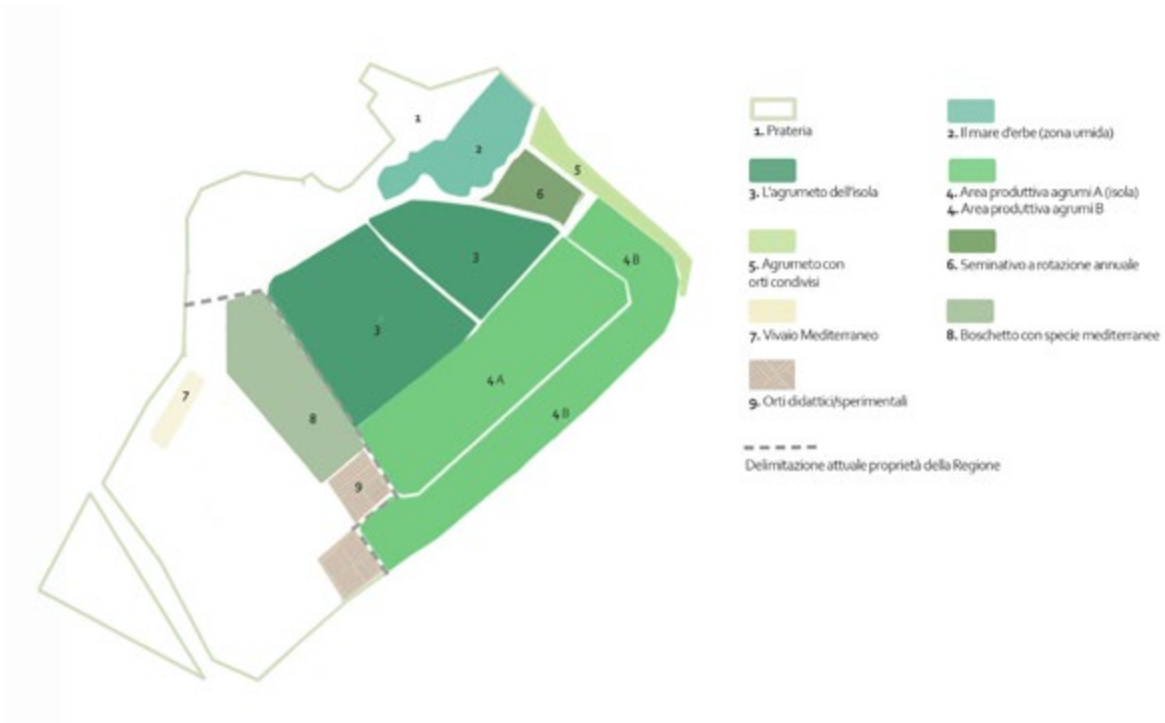 1
2
5
6
3
4B
3
4A
7
4B
8
9
1. Prateria
2. Il mare d'erbe (zona umida)
3. L'agrumeto dell'isola
4. Area produttiva agrumi A (isola)
4. Area produttiva agrumi B
5. Agrumeto con
orti condivisi
6. Seminativo a rotazione annuale
7. Vivaio Mediterraneo
8. Boschetto con specie mediterranee
9. Orti didattici/sperimentali
Delimitazione attuale proprietà della Regione